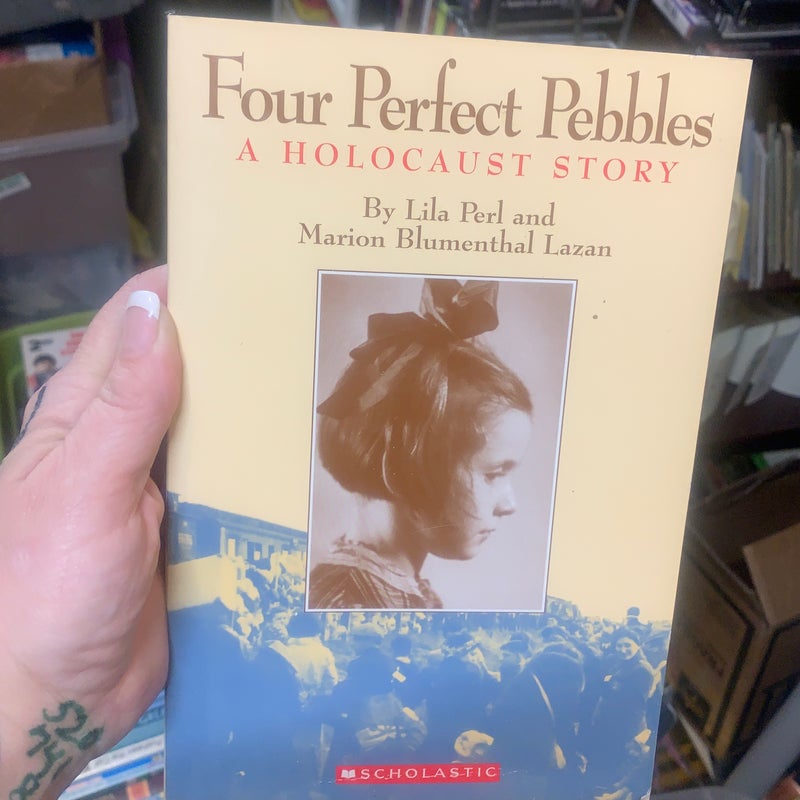 Four Perfect Pebbles
A HOLOCAUST STORY
By Lila Perl and
Marion Blumenthal Lazan
SCHOLASTIC